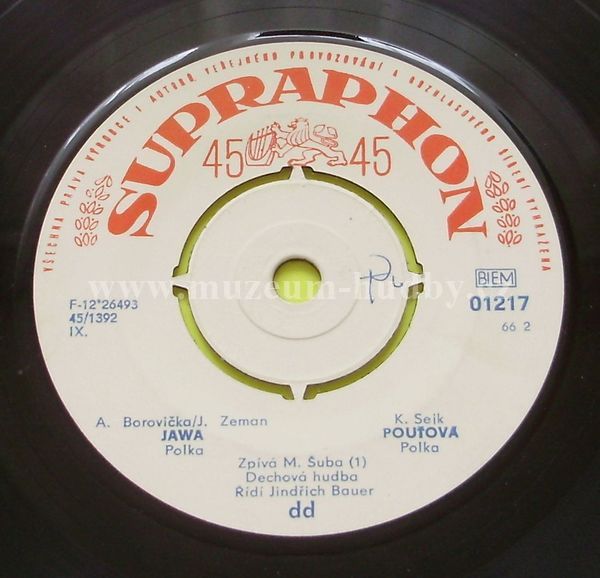 VŠECHNA PRÁVA VÝROBCE I AUTORŮ VEŘEJNÉHO PROVOZOVÁNÍ A ROZHLASOVÉHO ŠÍŘENÍ VYHRAZENA
SUPRAPHON
45 45
www.muzeum-hudby.
BIEM
F-12*26493
01217
45/1392
66 2
IX.
A. Borovička/J. Zeman
JAWA
Polka
K. Seik
POUŤOVÁ
Polka
Zpívá M. Šuba (1)
Dechová hudba
Řídí Jindřich Bauer
dd